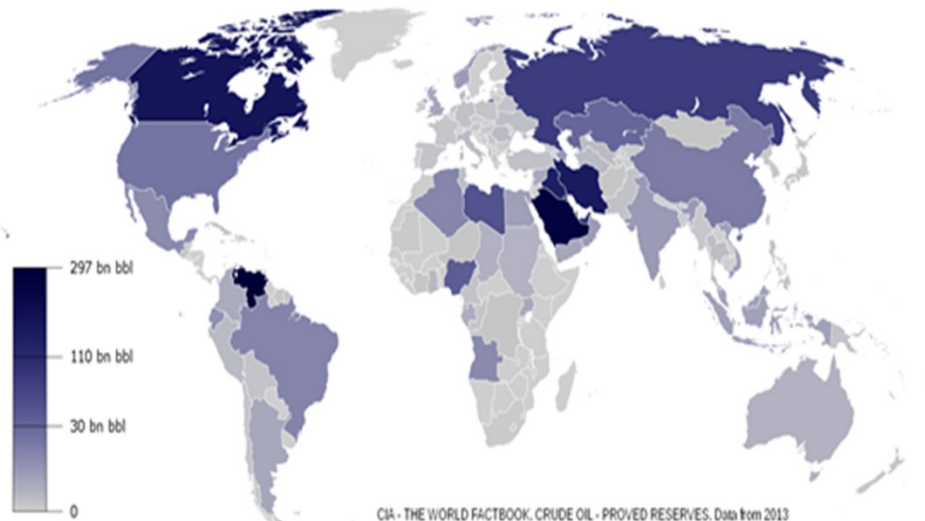 297 bn bbl
110 bn bbl
30 bn bbl
0
CIA - THE WORLD FACTBOOK. CRUDE OIL - PROVED RESERVES. Data from 2013